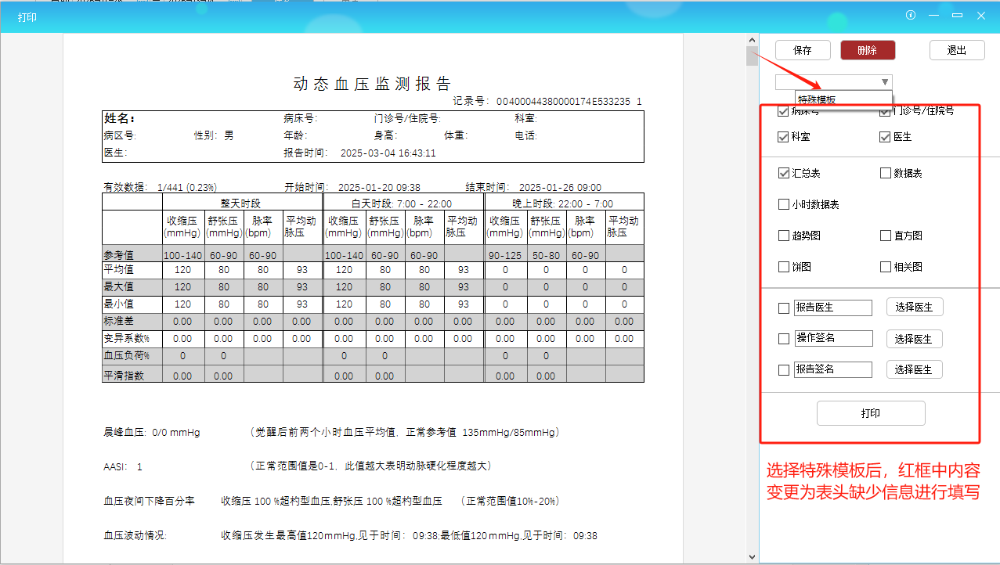 打印
动态血压监测报告
记录号: 00400044380000174E533235 1
姓名:
病床号: 门诊号/住院号: 科室:
病区号: 性别: 男 年龄: 身高: 体重: 电话:
医生: 报告时间: 2025-03-04 16:43:11
有效数据: 1/441 (0.23%) 开始时间: 2025-01-20 09:38 结束时间: 2025-01-26 09:00
整天时段 白天时段: 7:00 - 22:00 晚上时段: 22:00 - 7:00
收缩压(mmHg) 舒张压(mmHg) 脉率(bpm) 平均动脉压 收缩压(mmHg) 舒张压(mmHg) 脉率(bpm) 平均动脉压 收缩压(mmHg) 舒张压(mmHg) 脉率(bpm) 平均动脉压
参考值 100-140 60-90 60-90 100-140 60-90 60-90 90-125 50-80 60-90
平均值 120 80 80 93 120 80 80 93 0 0 0 0
最大值 120 80 80 93 120 80 80 93 0 0 0 0
最小值 120 80 80 93 120 80 80 93 0 0 0 0
标准差 0.00 0.00 0.00 0.00 0.00 0.00 0.00 0.00 0.00 0.00 0.00 0.00
变异系数% 0.00 0.00 0.00 0.00 0.00 0.00 0.00 0.00 0.00 0.00 0.00 0.00
血压负荷% 0 0 0 0 0 0
平滑指数 0.00 0.00 0.00 0.00 0.00 0.00
晨峰血压: 0/0 mmHg (觉醒后前两个小时血压平均值, 正常参考值 135mmHg/85mmHg)
AASI: 1 (正常范围值是0-1, 此值越大表明动脉硬化程度越大)
血压夜间下降百分率 收缩压 100 %超杓型血压,舒张压 100 %超杓型血压 (正常范围值10%-20%)
血压波动情况: 收缩压发生最高值120mmHg,见于时间: 09:38;最低值120mmHg,见于时间: 09:38
保存 删除 退出
特殊模板
病床号 门诊号/住院号
科室 医生
汇总表 数据表
小时数据表
趋势图 直方图
饼图 相关图
报告医生 选择医生
操作签名 选择医生
报告签名 选择医生
打印
选择特殊模板后，红框中内容
变更为表头缺少信息进行填写